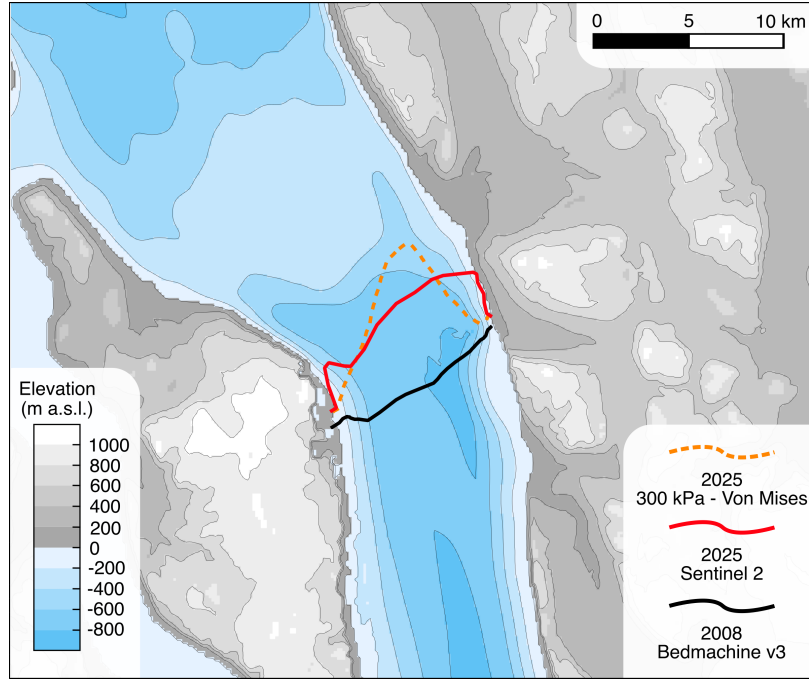 0 5 10 km
Elevation
(m a.s.l.)
1000
800
600
400
200
0
-200
-400
-600
-800
2025
300 kPa - Von Mises
2025
Sentinel 2
2008
Bedmachine v3